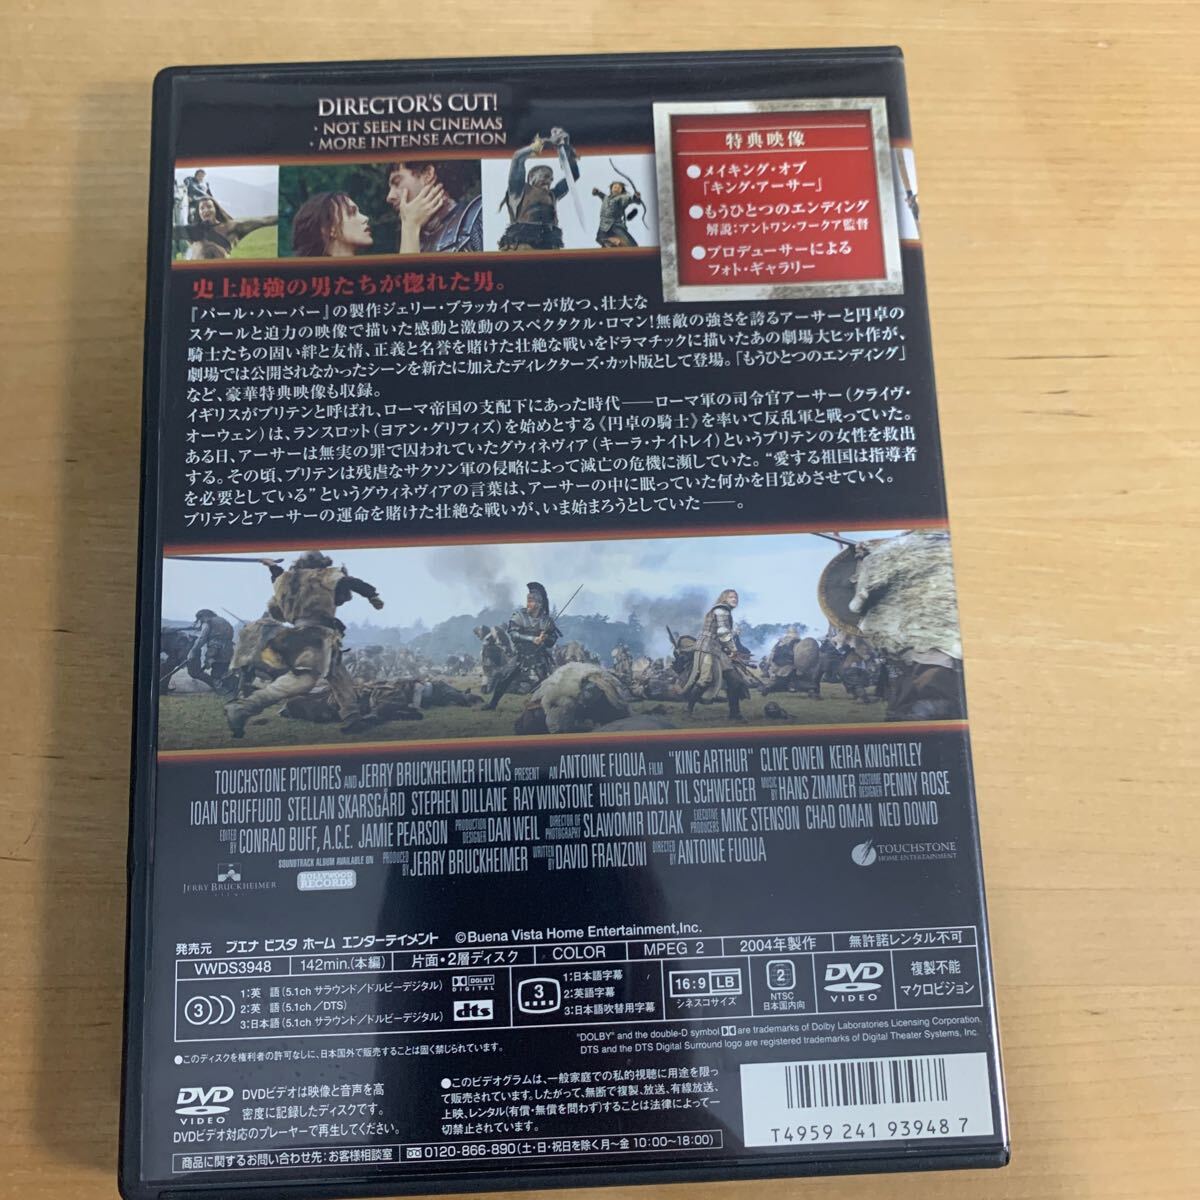 DIRECTOR'S CUT!
・NOT SEEN IN CINEMAS
・MORE INTENSE ACTION
特典映像
●メイキング・オブ
「キング・アーサー」
●もうひとつのエンディング
解説:アントワン・フークア監督
●プロデューサーによる
フォト・ギャラリー
史上最強の男たちが惚れた男。
『パール・ハーバー』の製作ジェリー・ブラッカイマーが放つ、壮大な
スケールと迫力の映像で描いた感動と激動のスペクタクル・ロマン!無敵の強さを誇るアーサーと円卓の
騎士たちの固い絆と友情、正義と名誉を賭けた壮絶な戦いをドラマチックに描いたあの劇場大ヒット作が、
劇場では公開されなかったシーンを新たに加えたディレクターズ・カット版として登場。「もうひとつのエンディング」
など、豪華特典映像も収録。
イギリスがブリテンと呼ばれ、ローマ帝国の支配下にあった時代――ローマ軍の司令官アーサー(クライヴ・
オーウェン)は、ランスロット(ヨアン・グリフィズ)を始めとする《円卓の騎士》を率いて反乱軍と戦っていた。
ある日、アーサーは無実の罪で囚われていたグウィネヴィア(キーラ・ナイトレイ)というブリテンの女性を救出
する。その頃、ブリテンは残虐なサクソン軍の侵略によって滅亡の危機に瀕していた。“愛する祖国は指導者
を必要としている”というグウィネヴィアの言葉は、アーサーの中に眠っていた何かを目覚めさせていく。
ブリテンとアーサーの運命を賭けた壮絶な戦いが、いま始まろうとしていた――。
TOUCHSTONE PICTURES AND JERRY BRUCKHEIMER FILMS PRESENT AN ANTOINE FUQUA FILM "KING ARTHUR" CLIVE OWEN KEIRA KNIGHTLEY
IOAN GRUFFUDD STELLAN SKARSGÅRD STEPHEN DILLANE RAY WINSTONE HUGH DANCY TIL SCHWEIGER MUSIC BY HANS ZIMMER COSTUME DESIGNER PENNY ROSE
EDITED BY CONRAD BUFF, A.C.E. JAMIE PEARSON PRODUCTION DESIGNER DAN WEIL DIRECTOR OF PHOTOGRAPHY SLAWOMIR IDZIAK EXECUTIVE PRODUCERS MIKE STENSON CHAD OMAN NED DOWD
SOUNDTRACK ALBUM AVAILABLE ON PRODUCED BY JERRY BRUCKHEIMER WRITTEN BY DAVID FRANZONI DIRECTED BY ANTOINE FUQUA
JERRY BRUCKHEIMER
FILMS
HOLLYWOOD RECORDS
TOUCHSTONE
HOME ENTERTAINMENT
発売元 ブエナ ビスタ ホーム エンターテイメント ©Buena Vista Home Entertainment,Inc.
VWDS3948 142min.(本編) 片面・2層ディスク COLOR MPEG 2 2004年製作 無許諾レンタル不可
3
1:英 語(5.1ch サラウンド/ドルビーデジタル)
2:英 語(5.1ch/DTS)
3:日本語(5.1ch サラウンド/ドルビーデジタル)
DOLBY DIGITAL
dts
3
1:日本語字幕
2:英語字幕
3:日本語吹替用字幕
16:9 LB
シネスコサイズ
2
NTSC
日本国内向
DVD VIDEO
複製不能
マクロビジョン
"DOLBY" and the double-D symbol are trademarks of Dolby Laboratories Licensing Corporation.
DTS and the DTS Digital Surround logo are registered trademarks of Digital Theater Systems, Inc.
●このディスクを権利者の許可なしに、日本国外で販売することは固く禁じられています。
DVD VIDEO
DVDビデオは映像と音声を高
密度に記録したディスクです。
DVDビデオ対応のプレーヤーで再生してください。
●このビデオグラムは、一般家庭での私的視聴に用途を限っ
て販売されています。したがって、無断で複製、放送、有線放送、
上映、レンタル(有償・無償を問わず)することは法律によって一
切禁止されています。
商品に関するお問い合わせ先:お客様相談室 0120-866-890(土・日・祝日を除く月~金 10:00~18:00)
T4959 241 93948 7